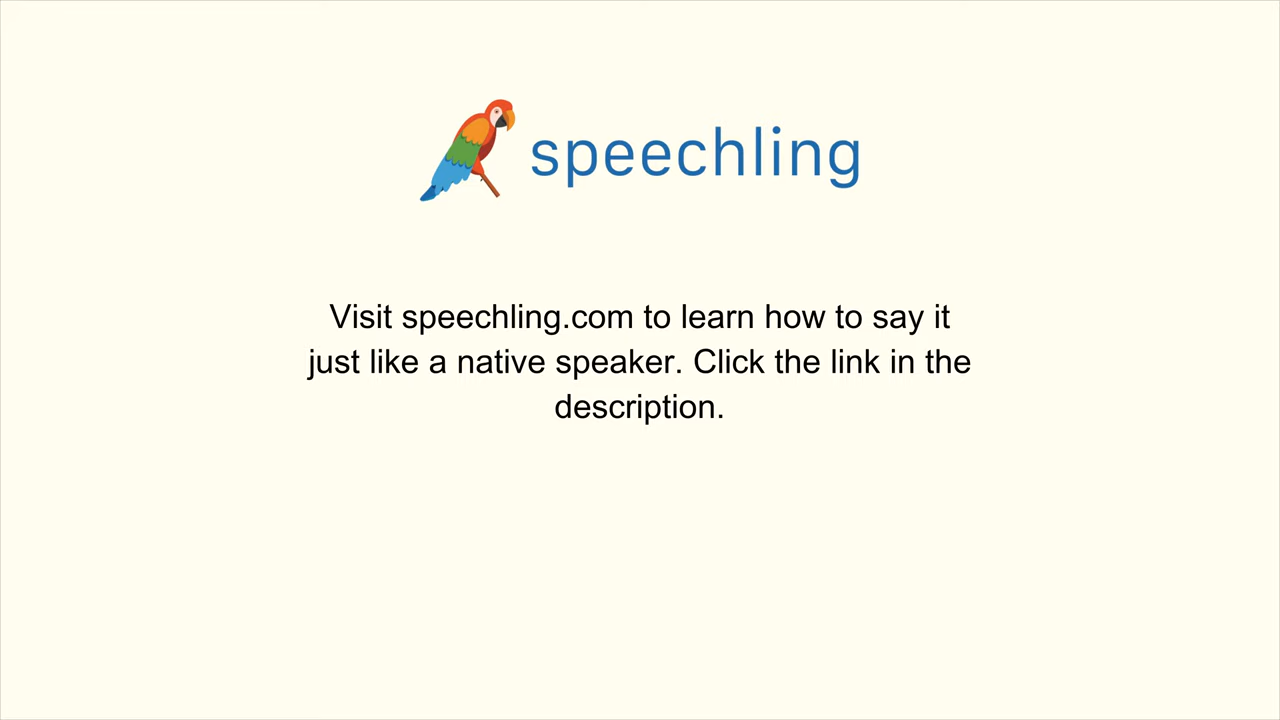 speechling
Visit speechling.com to learn how to say it
just like a native speaker. Click the link in the
description.